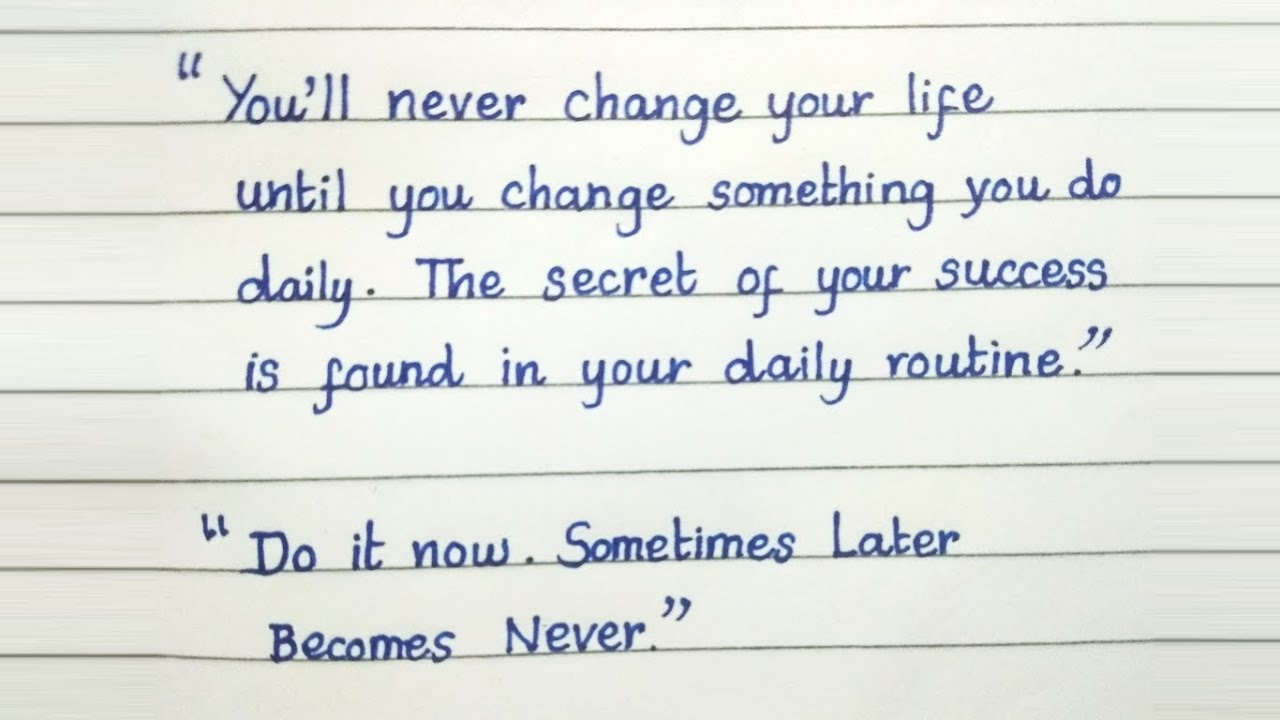 “You’ll never change your life
until you change something you do
daily. The secret of your success
is found in your daily routine.”
“Do it now. Sometimes Later
Becomes Never.”